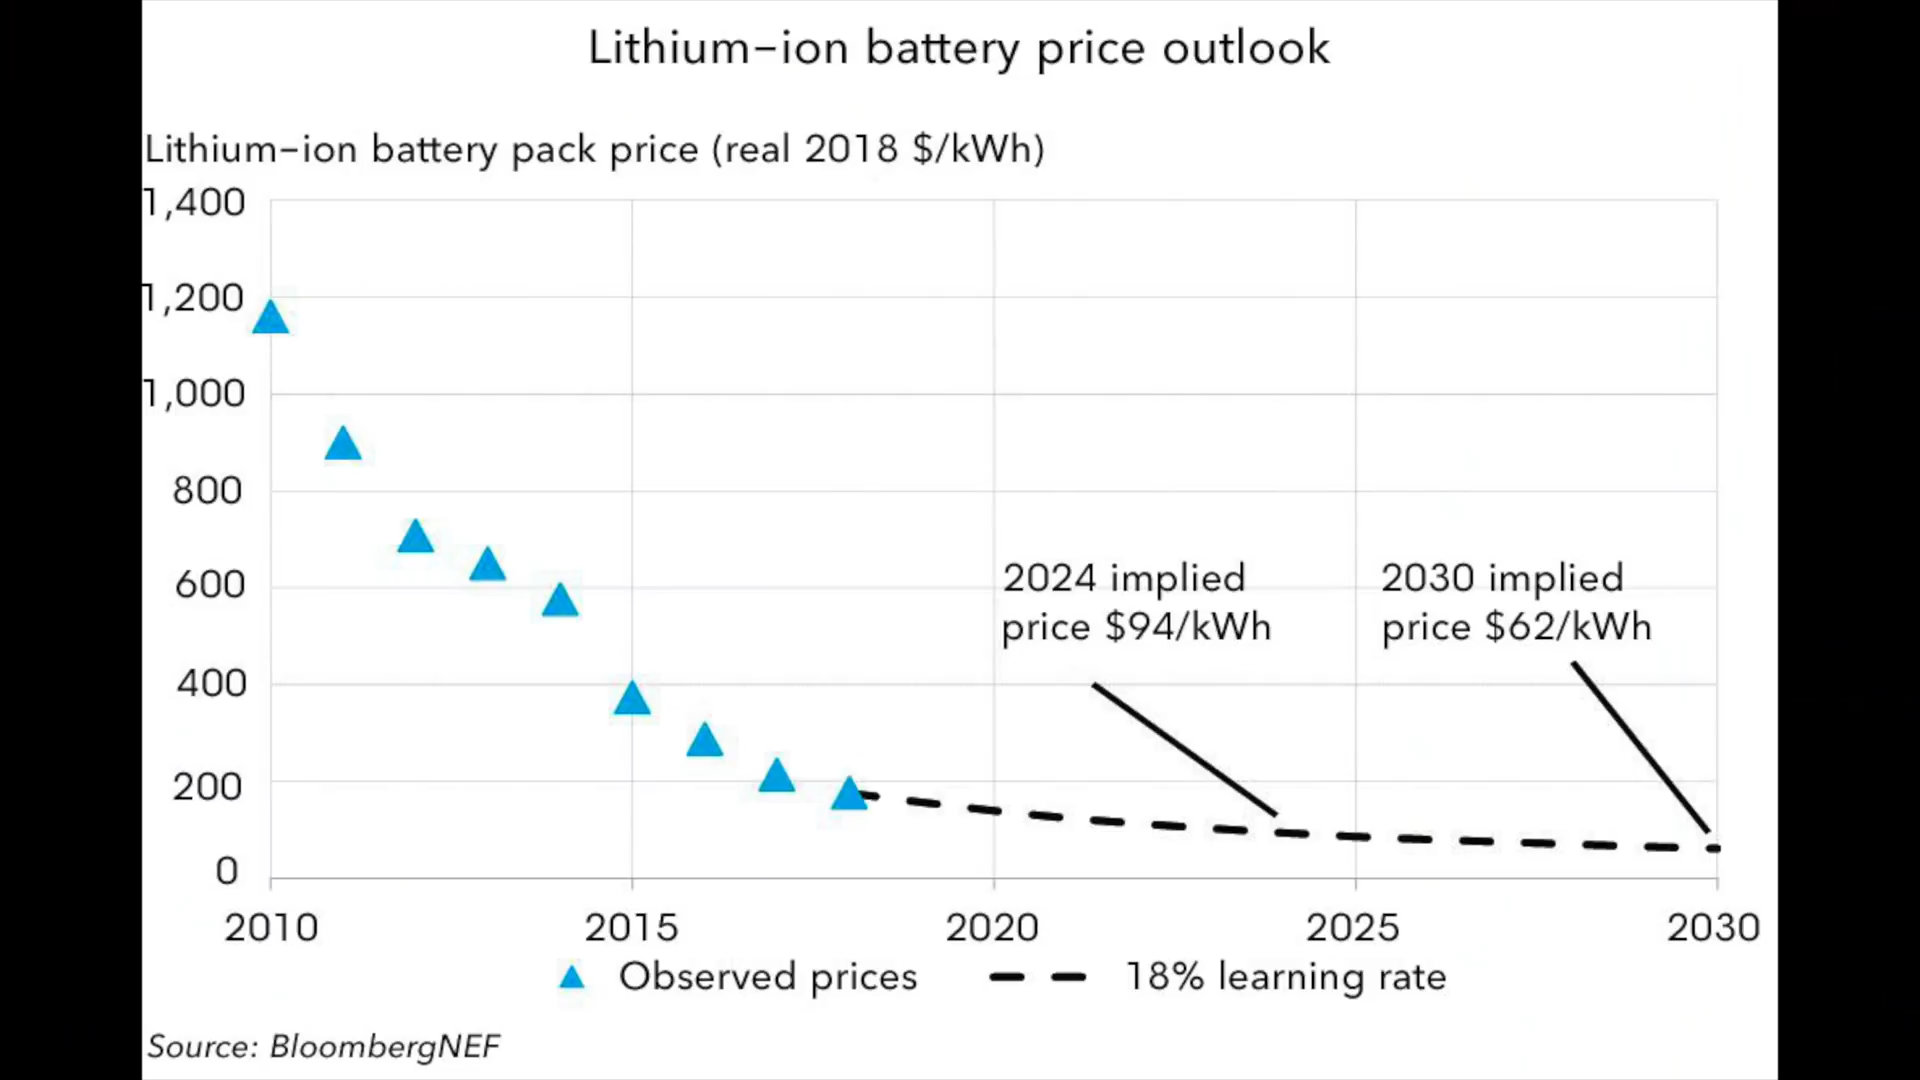 Lithium-ion battery price outlook
Lithium-ion battery pack price (real 2018 $/kWh)
1,400
1,200
1,000
800
600
400
200
0
2024 implied
price $94/kWh
2030 implied
price $62/kWh
2010 2015 2020 2025 2030
Observed prices 18% learning rate
Source: BloombergNEF